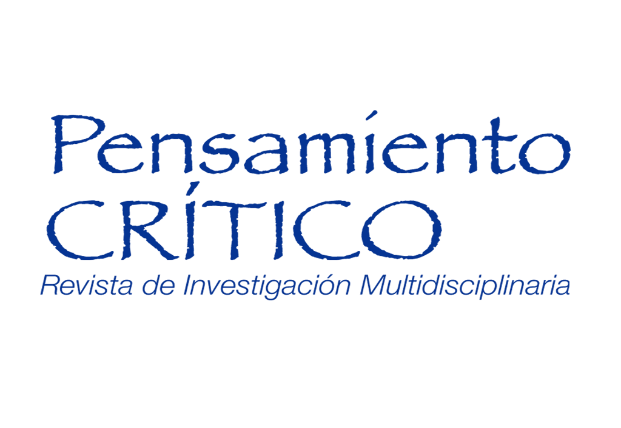 Pensamiento
CRÍTICO
Revista de Investigación Multidisciplinaria